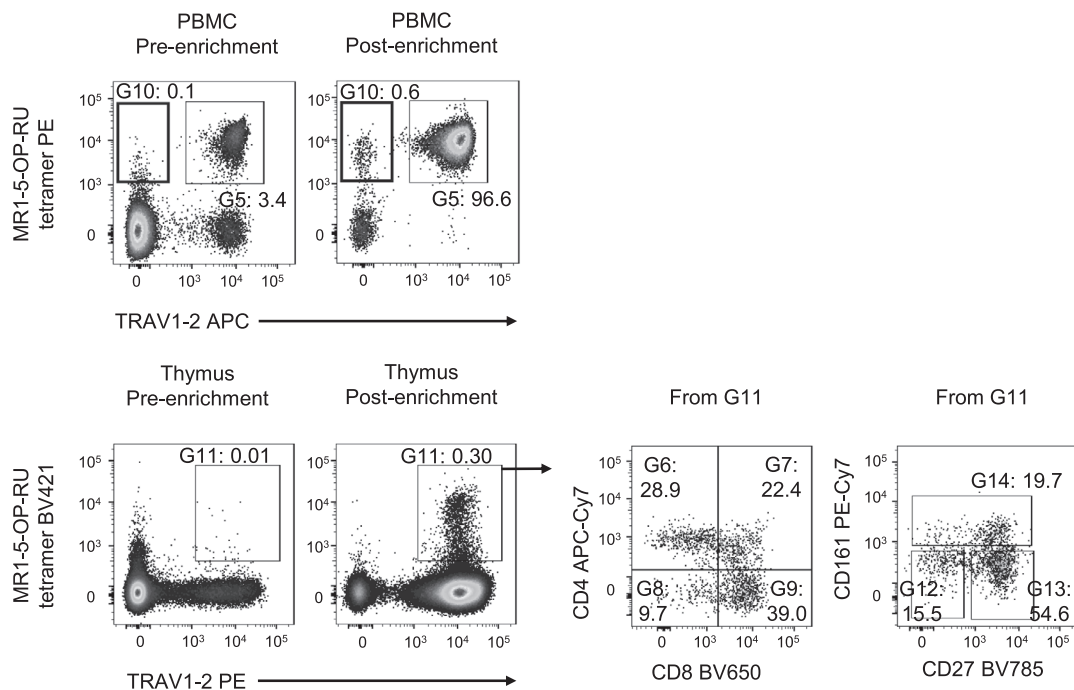 PBMC
Pre-enrichment
PBMC
Post-enrichment
MR1-5-OP-RU
tetramer PE
10⁵
10⁴
10³
0
G10: 0.1
G5: 3.4
0
10³
10⁴
10⁵
10⁵
10⁴
10³
0
G10: 0.6
G5: 96.6
0
10³
10⁴
10⁵
TRAV1-2 APC
Thymus
Pre-enrichment
Thymus
Post-enrichment
From G11
From G11
MR1-5-OP-RU
tetramer BV421
10⁵
10⁴
10³
0
G11: 0.01
0
10³
10⁴
10⁵
10⁵
10⁴
10³
0
G11: 0.30
0
10³
10⁴
10⁵
TRAV1-2 PE
CD4 APC-Cy7
10⁵
10⁴
10³
0
G6:
28.9
G7:
22.4
G8:
9.7
G9:
39.0
0
10³
10⁴
10⁵
CD8 BV650
CD161 PE-Cy7
10⁵
10⁴
10³
0
G14: 19.7
G12:
15.5
G13:
54.6
0
10³
10⁴
10⁵
CD27 BV785